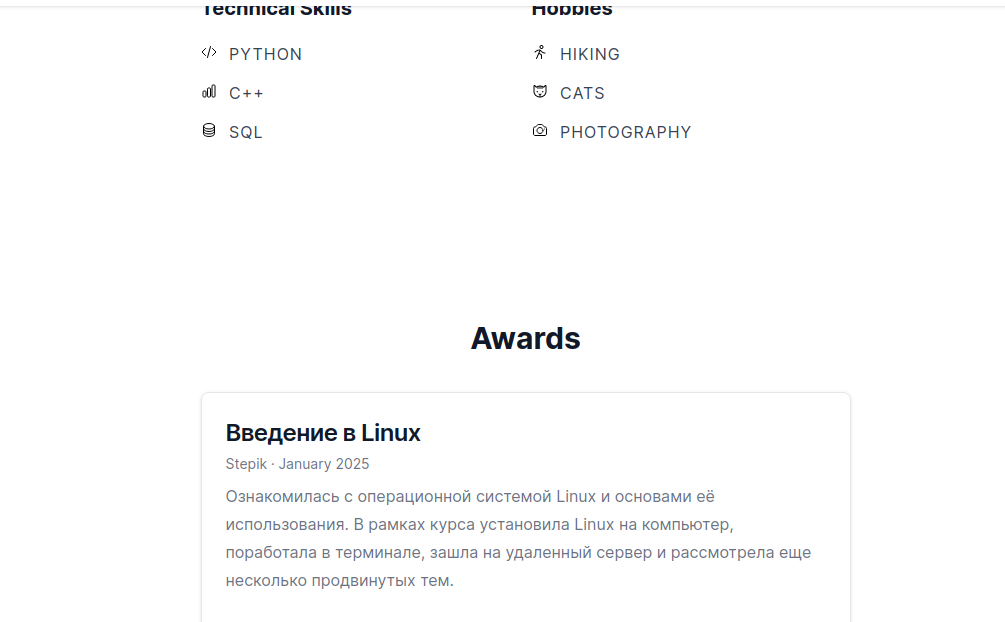 Technical Skills
Hobbies
PYTHON
HIKING
C++
CATS
SQL
PHOTOGRAPHY
Awards
Введение в Linux
Stepik · January 2025
Ознакомилась с операционной системой Linux и основами её
использования. В рамках курса установила Linux на компьютер,
поработала в терминале, зашла на удаленный сервер и рассмотрела еще
несколько продвинутых тем.